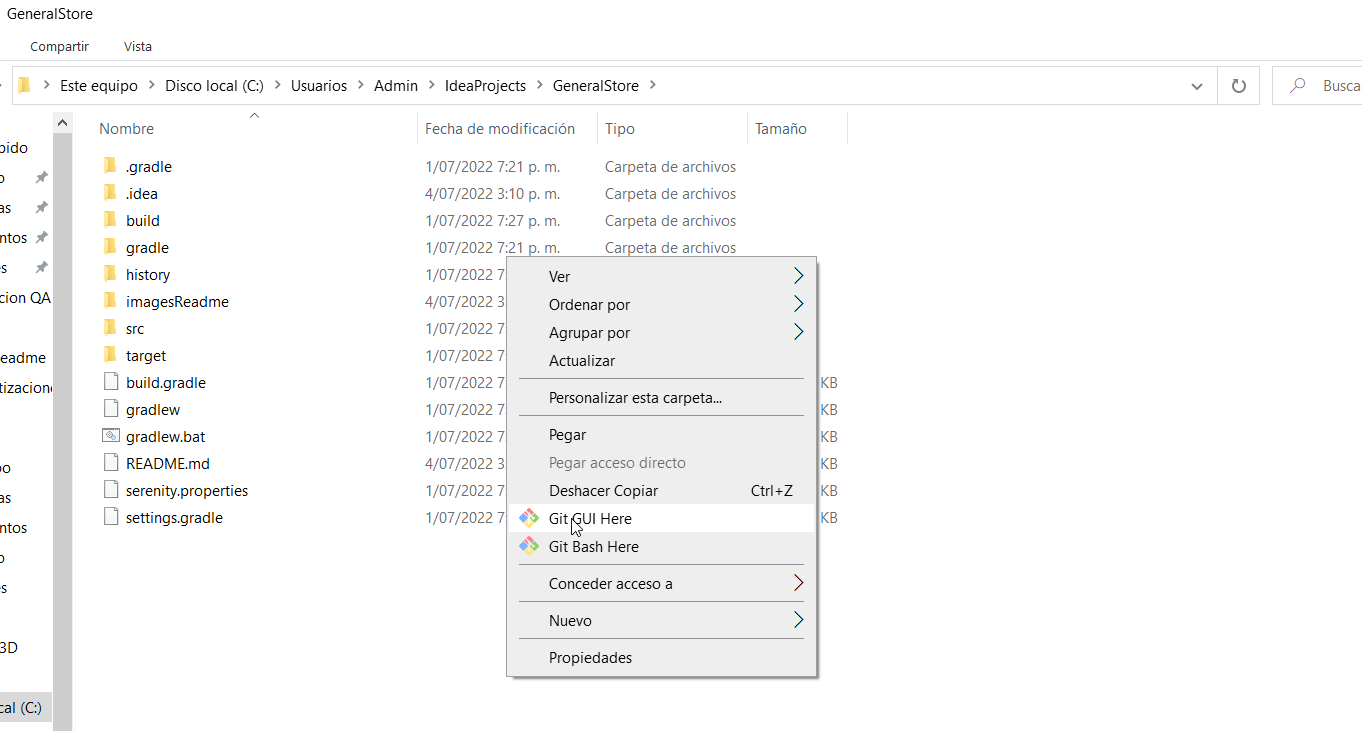 GeneralStore
Compartir Vista
Este equipo Disco local (C:) Usuarios Admin IdeaProjects GeneralStore Busca
Nombre Fecha de modificación Tipo Tamaño
.gradle 1/07/2022 7:21 p. m. Carpeta de archivos
.idea 4/07/2022 3:10 p. m. Carpeta de archivos
build 1/07/2022 7:27 p. m. Carpeta de archivos
gradle 1/07/2022 7:21 p. m. Carpeta de archivos
history 1/07/2022 7:
imagesReadme 4/07/2022 3:
src 1/07/2022 7:
target 1/07/2022 7:
build.gradle 1/07/2022 7: KB
gradlew 1/07/2022 7: KB
gradlew.bat 1/07/2022 7: KB
README.md 4/07/2022 3: KB
serenity.properties 1/07/2022 7: KB
settings.gradle 1/07/2022 7: KB
Ver
Ordenar por
Agrupar por
Actualizar
Personalizar esta carpeta...
Pegar
Pegar acceso directo
Deshacer Copiar Ctrl+Z
Git GUI Here
Git Bash Here
Conceder acceso a
Nuevo
Propiedades
pido
o
as
ntos
es
cion QA
eadme
tizacione
po
as
ntos
o
es
3D
cal (C:)